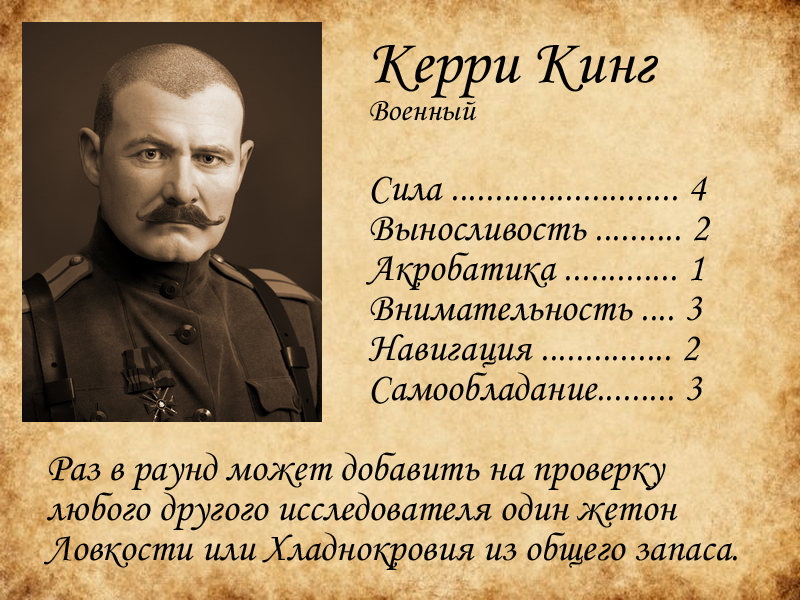 Керри Кинг
Военный
Сила .......................... 4
Выносливость .......... 2
Акробатика ............. 1
Внимательность .... 3
Навигация ............... 2
Самообладание......... 3
Раз в раунд может добавить на проверку
любого другого исследователя один жетон
Ловкости или Хладнокровия из общего запаса.